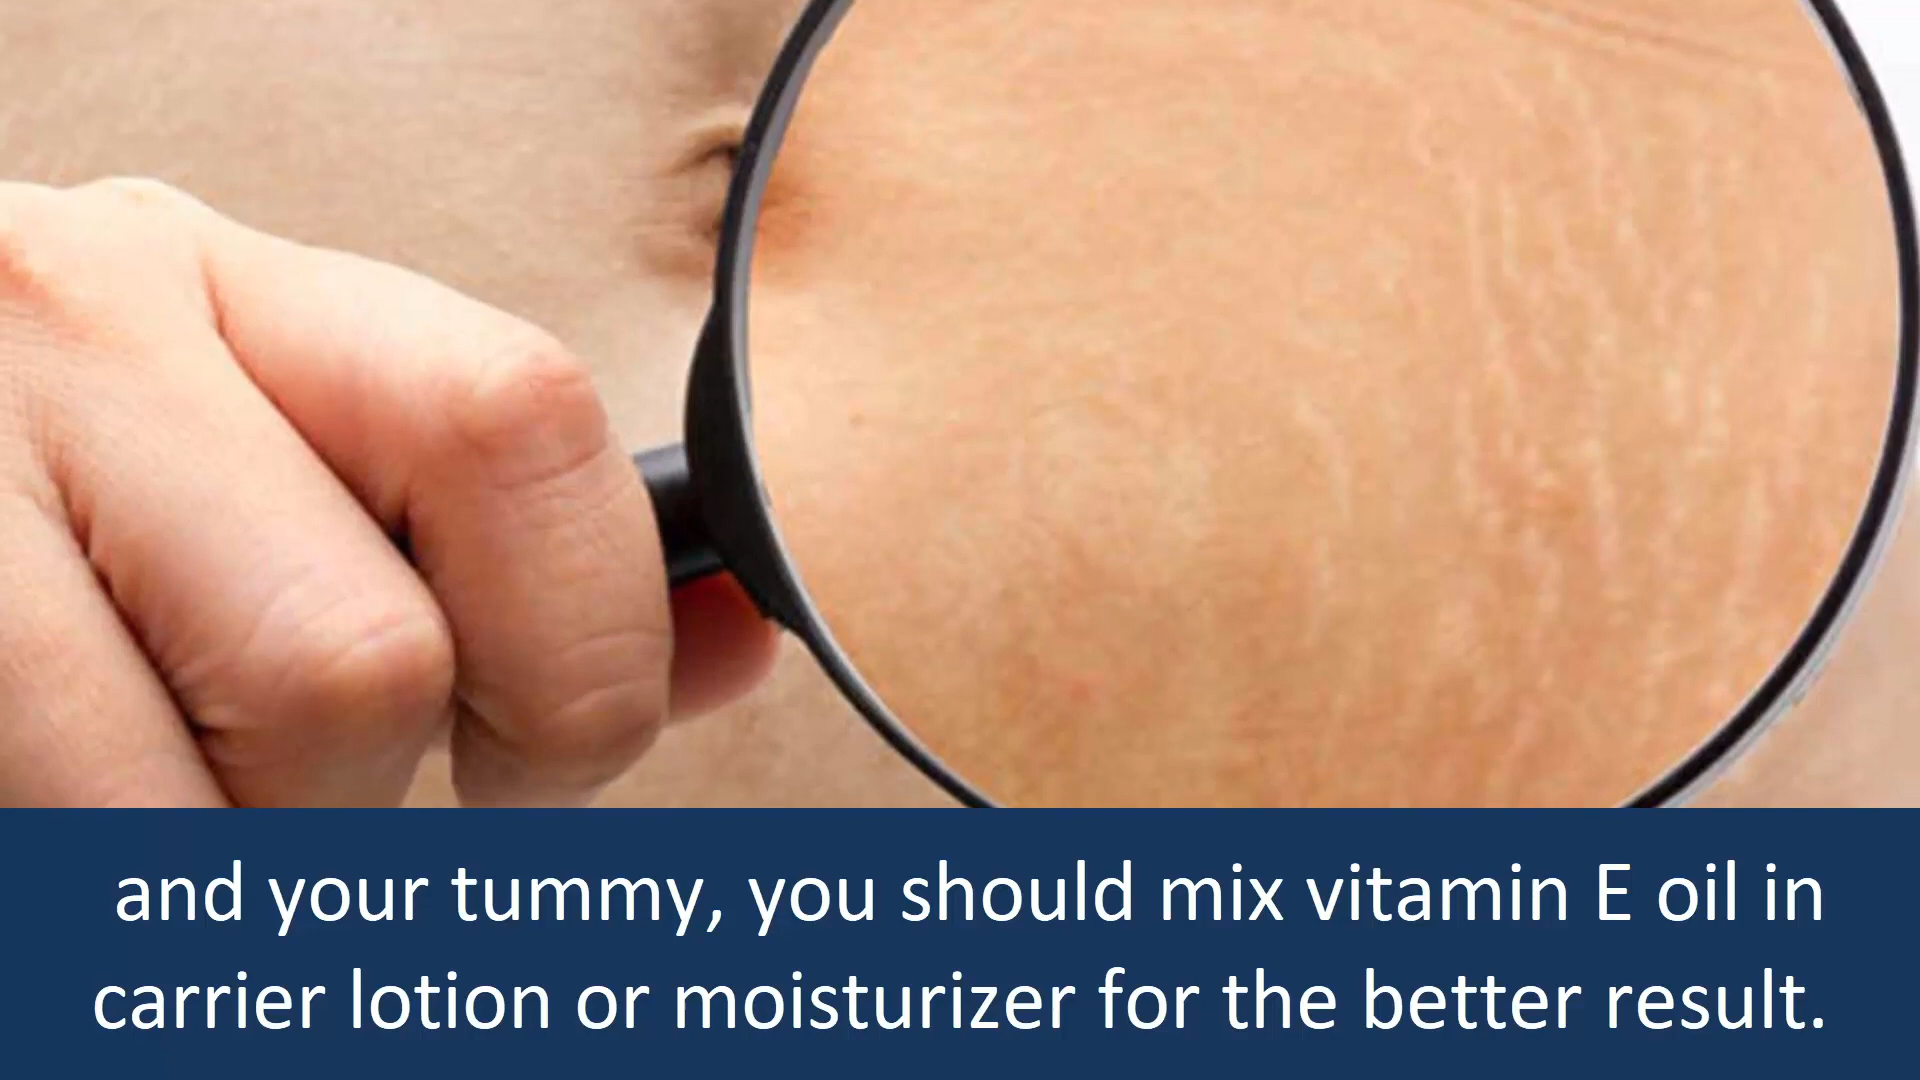 and your tummy, you should mix vitamin E oil in
carrier lotion or moisturizer for the better result.